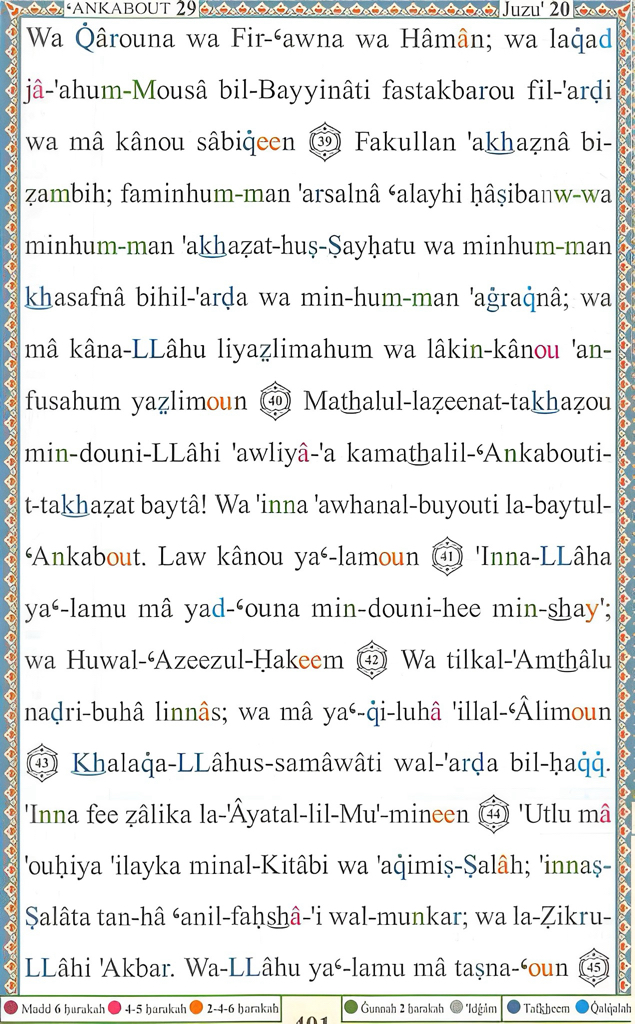 ʿANKABOUT 29
Juzu' 20
Wa Q̇ârouna wa Fir-ʿawna wa Hâmân; wa laq̇ad
jâ-'ahum-Mousâ bil-Bayyinâti fastakbarou fil-'arḍi
wa mâ kânou sâbiq̇een 39 Fakullan 'akhaẓnâ bi-
ẓambih; faminhum-man 'arsalnâ ʿalayhi ḥâṣibanw-wa
minhum-man 'akhaẓat-huṣ-Ṣayḥatu wa minhum-man
khasafnâ bihil-'arḍa wa min-hum-man 'aġraq̇nâ; wa
mâ kâna-LLâhu liyaz̤limahum wa lâkin-kânou 'an-
fusahum yaz̤limoun 40 Mathalul-laẓeenat-takhaẓou
min-douni-LLâhi 'awliyâ-'a kamathalil-ʿAnkabouti-
t-takhaẓat baytâ! Wa 'inna 'awhanal-buyouti la-baytul-
ʿAnkabout. Law kânou yaʿ-lamoun 41 'Inna-LLâha
yaʿ-lamu mâ yad-ʿouna min-douni-hee min-shay';
wa Huwal-ʿAzeezul-Ḥakeem 42 Wa tilkal-'Amthâlu
naḍri-buhâ linnâs; wa mâ yaʿ-q̇i-luhâ 'illal-ʿÂlimoun
43 Khalaq̇a-LLâhus-samâwâti wal-'arḍa bil-ḥaq̇q̇.
'Inna fee ẓâlika la-'Âyatal-lil-Mu'-mineen 44 'Utlu mâ
'ouḥiya 'ilayka minal-Kitâbi wa 'aq̇imiṣ-Ṣalâh; 'innaṣ-
Ṣalâta tan-hâ ʿanil-faḥshâ-'i wal-munkar; wa la-Ẓikru-
LLâhi 'Akbar. Wa-LLâhu yaʿ-lamu mâ taṣna-ʿoun 45
Madd 6 ḥarakah 4-5 ḥarakah 2-4-6 ḥarakah
401
Ġunnah 2 ḥarakah 'Idġâm Tafkheem Q̇alq̇alah